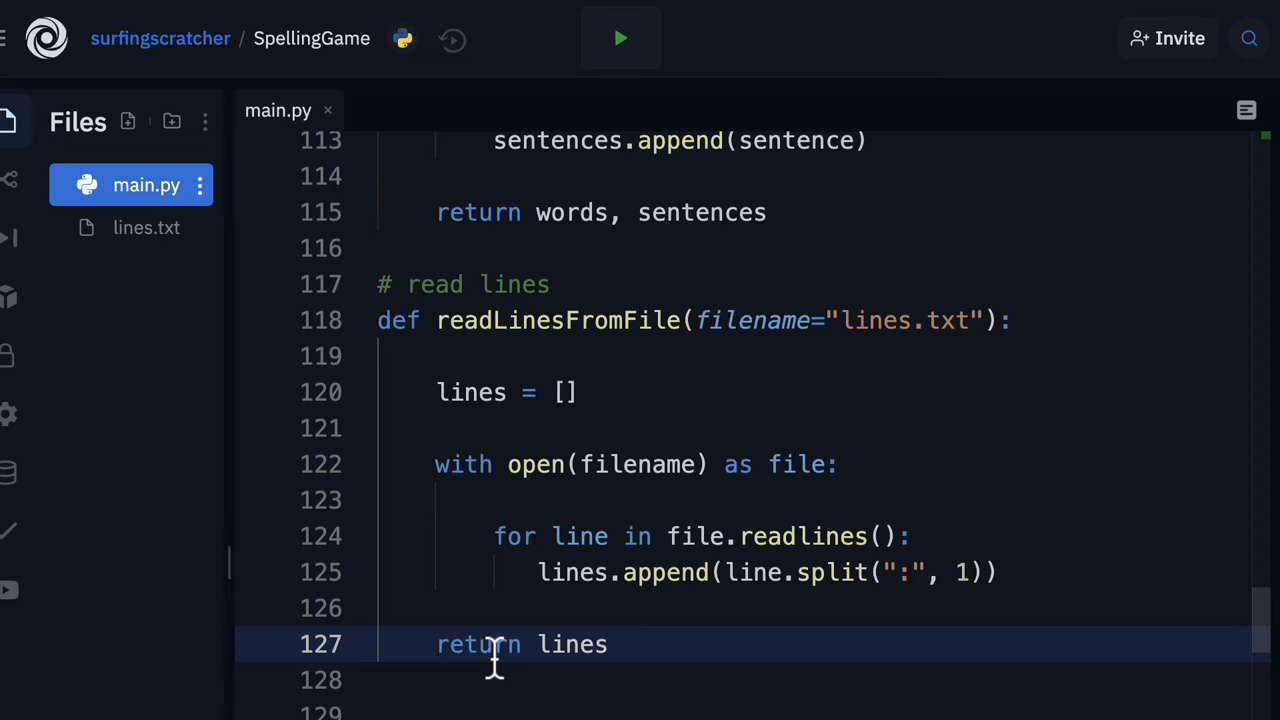 surfingscratcher / SpellingGame
Invite
Files
main.py
lines.txt
main.py ×
113 sentences.append(sentence)
114
115 return words, sentences
116
117 # read lines
118 def readLinesFromFile(filename="lines.txt"):
119
120 lines = []
121
122 with open(filename) as file:
123
124 for line in file.readlines():
125 lines.append(line.split(":", 1))
126
127 return lines
128
129